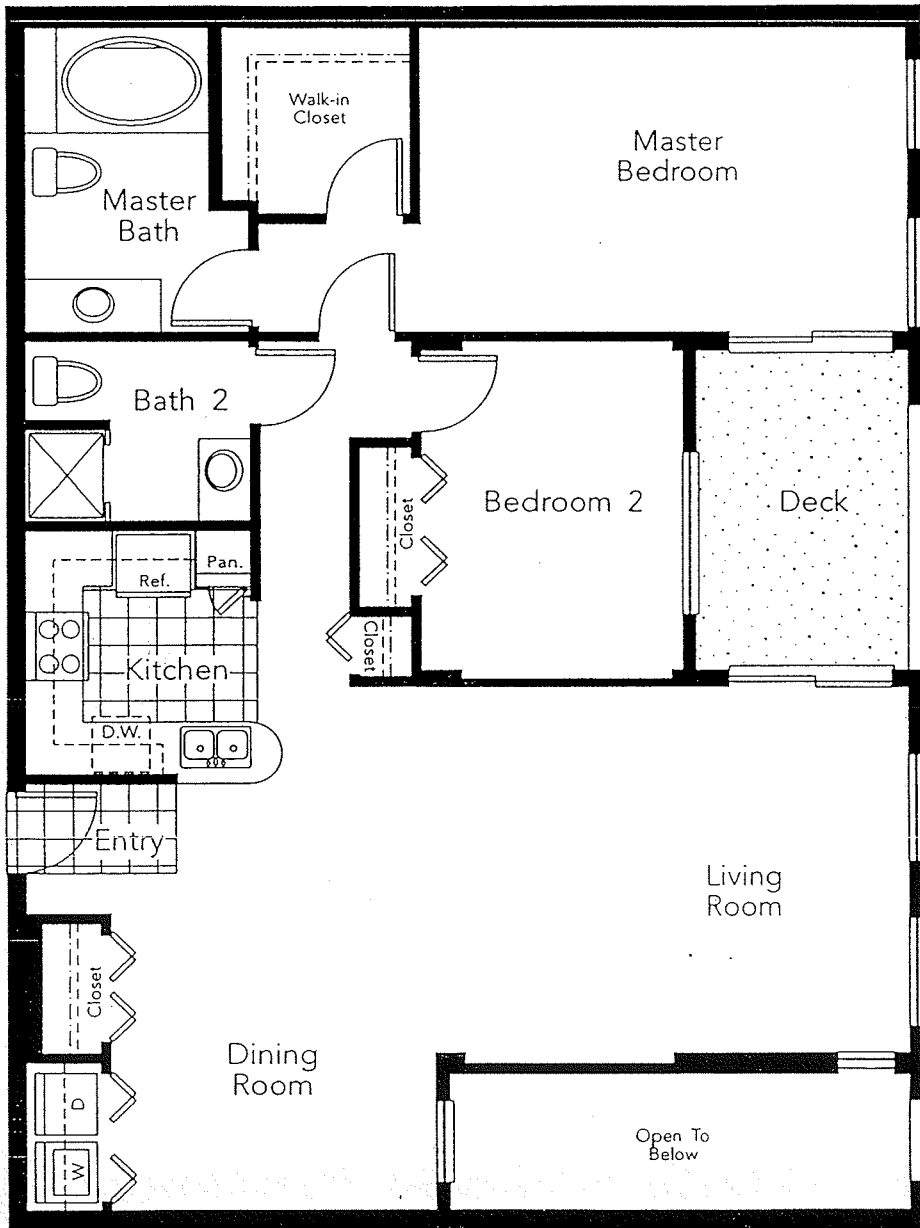 Walk-in
Closet
Master
Bedroom
Master
Bath
Bath 2
Closet
Bedroom 2
Deck
Ref.
Pan.
Kitchen
Closet
D.W.
Entry
Living
Room
Closet
Dining
Room
D
W
Open To
Below